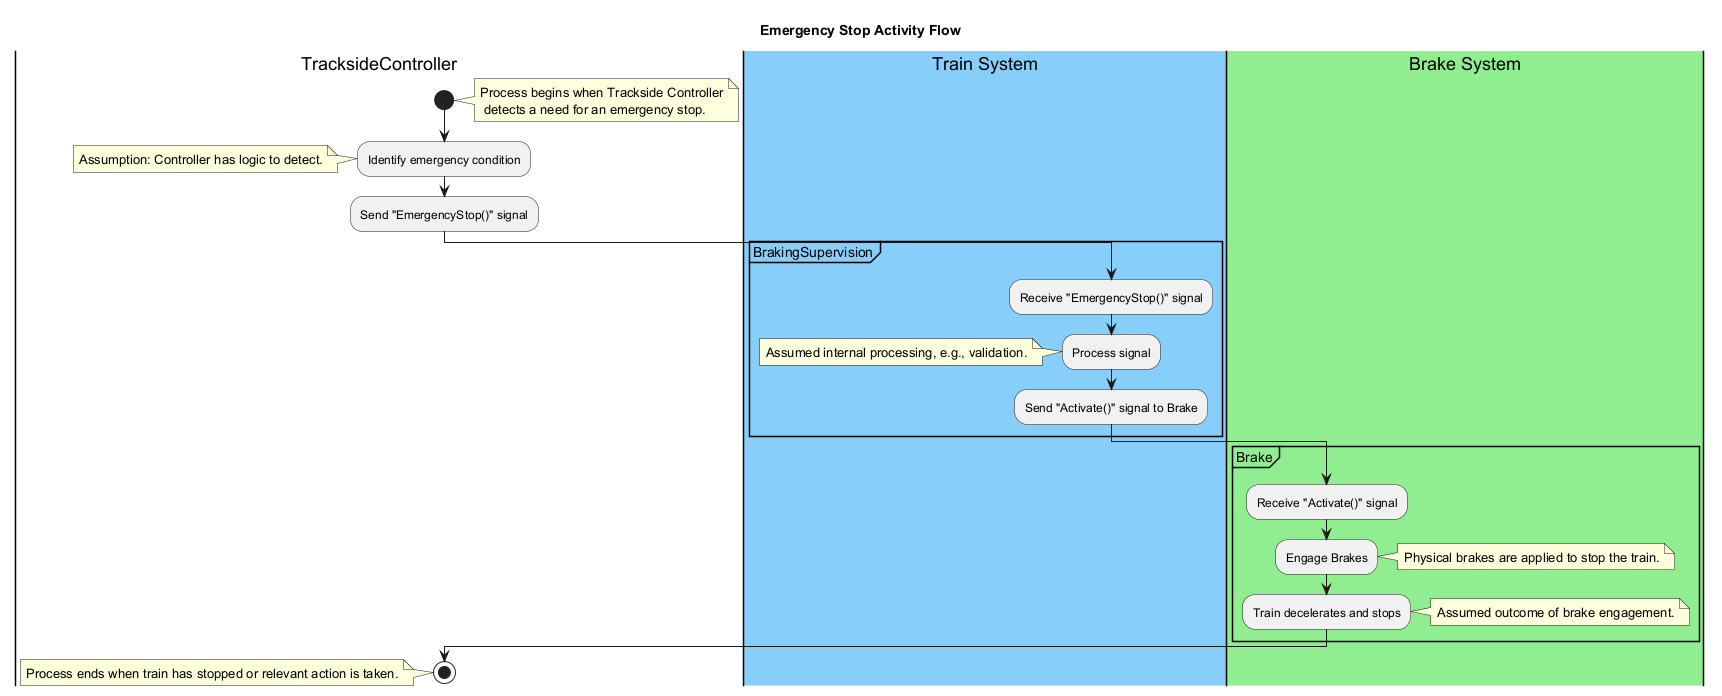 Emergency Stop Activity Flow
TracksideController
Train System
Brake System
Process begins when Trackside Controller
detects a need for an emergency stop.
Assumption: Controller has logic to detect.
Identify emergency condition
Send "EmergencyStop()" signal
BrakingSupervision
Receive "EmergencyStop()" signal
Assumed internal processing, e.g., validation.
Process signal
Send "Activate()" signal to Brake
Brake
Receive "Activate()" signal
Engage Brakes
Physical brakes are applied to stop the train.
Train decelerates and stops
Assumed outcome of brake engagement.
Process ends when train has stopped or relevant action is taken.